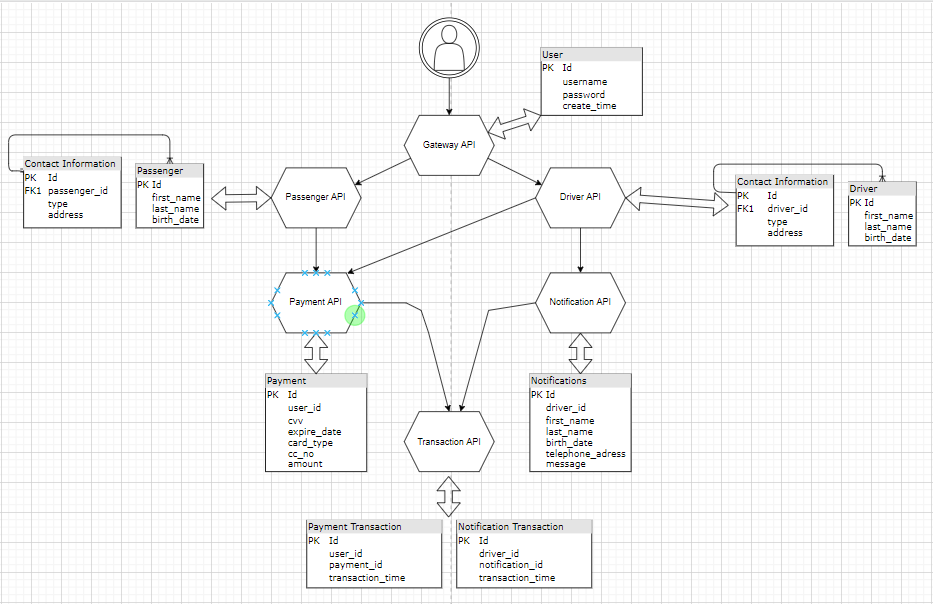 User
PK Id
username
password
create_time
Gateway API
Contact Information
PK Id
FK1 passenger_id
type
address
Passenger
PK Id
first_name
last_name
birth_date
Passenger API
Driver API
Contact Information
PK Id
FK1 driver_id
type
address
Driver
PK Id
first_name
last_name
birth_date
Payment API
Notification API
Payment
PK Id
user_id
cvv
expire_date
card_type
cc_no
amount
Notifications
PK Id
driver_id
first_name
last_name
birth_date
telephone_adress
message
Transaction API
Payment Transaction
PK Id
user_id
payment_id
transaction_time
Notification Transaction
PK Id
driver_id
notification_id
transaction_time